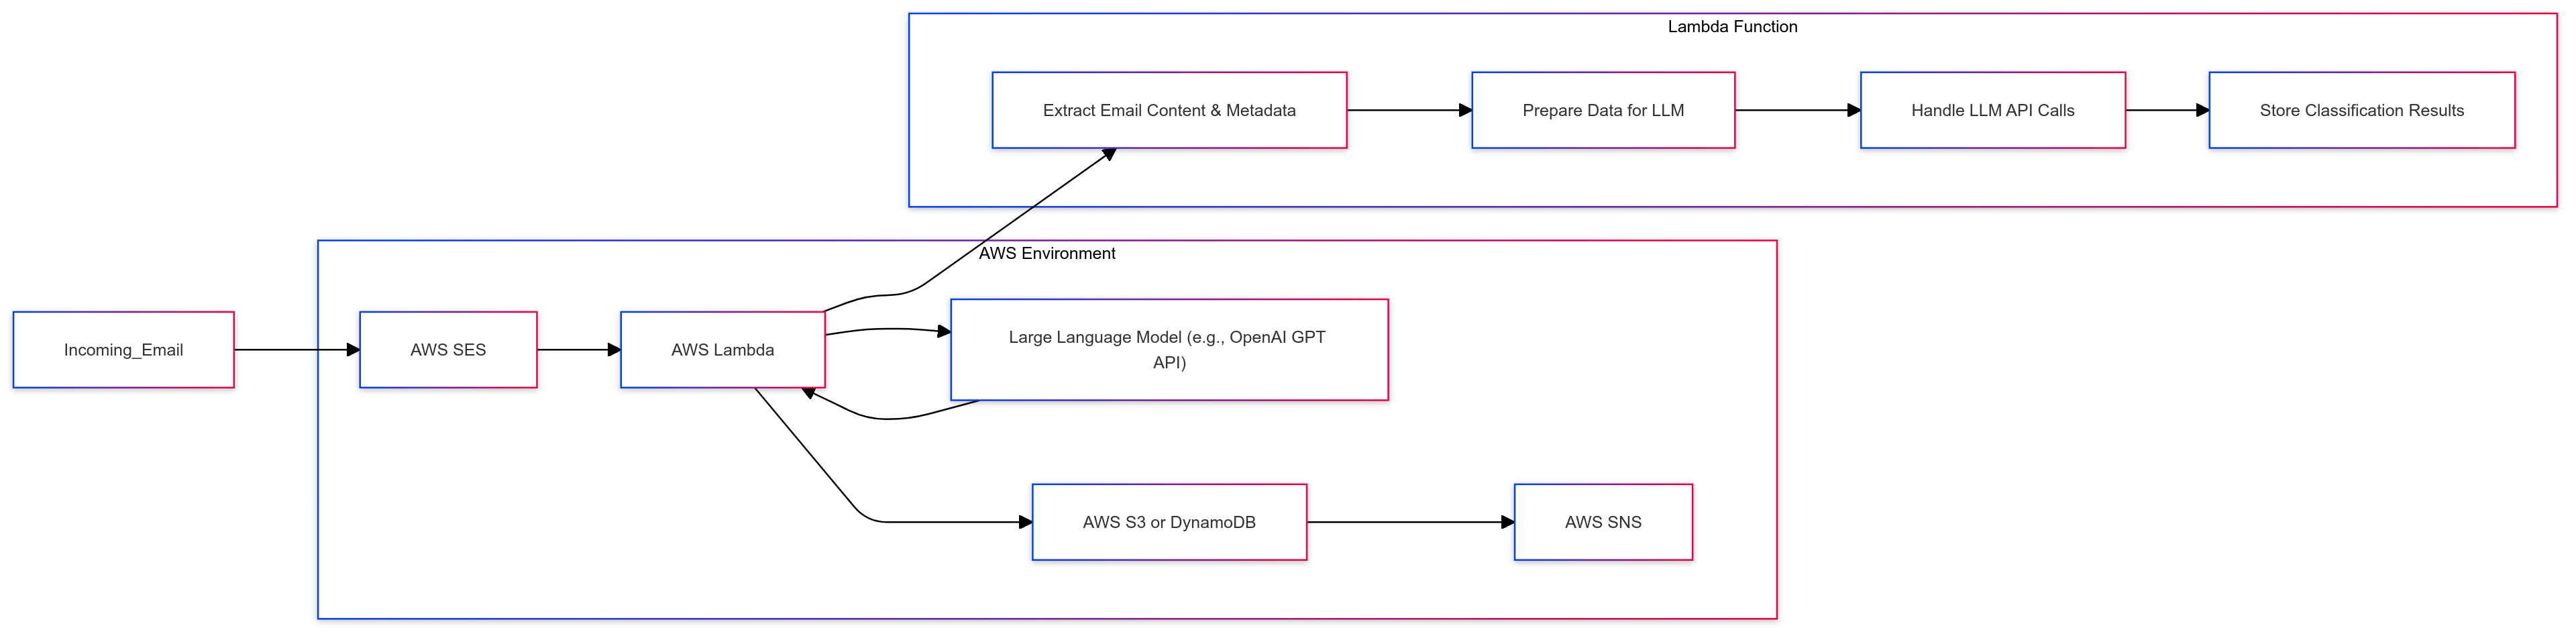 Lambda Function
Extract Email Content & Metadata
Prepare Data for LLM
Handle LLM API Calls
Store Classification Results
AWS Environment
Incoming_Email
AWS SES
AWS Lambda
Large Language Model (e.g., OpenAI GPT
API)
AWS S3 or DynamoDB
AWS SNS